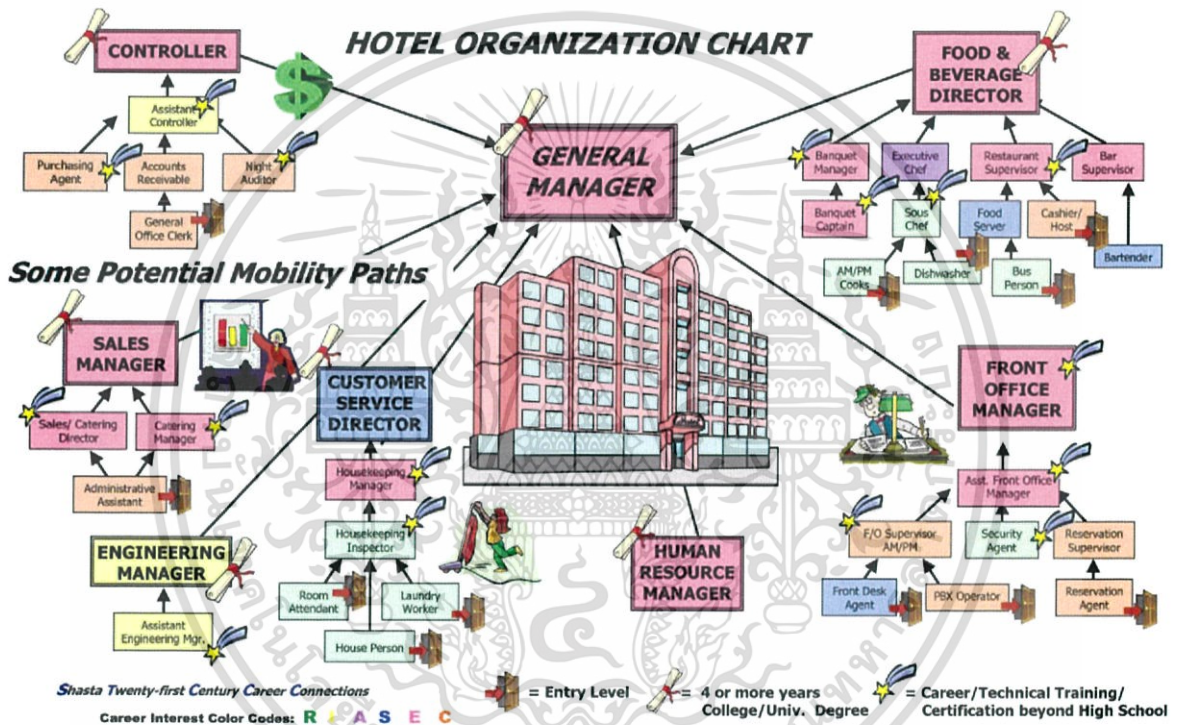 HOTEL ORGANIZATION CHART
CONTROLLER
Assistant
Controller
Purchasing
Agent
Accounts
Receivable
Night
Auditor
General
Office Clerk
$
GENERAL
MANAGER
FOOD &
BEVERAGE
DIRECTOR
Banquet
Manager
Executive
Chef
Restaurant
Supervisor
Bar
Supervisor
Banquet
Captain
Sous
Chef
Food
Server
Cashier/
Host
Bartender
AM/PM
Cooks
Dishwasher
Bus
Person
Some Potential Mobility Paths
SALES
MANAGER
Sales/ Catering
Director
Catering
Manager
Administrative
Assistant
CUSTOMER
SERVICE
DIRECTOR
Housekeeping
Manager
Housekeeping
Inspector
Room
Attendant
Laundry
Worker
House Person
ENGINEERING
MANAGER
Assistant
Engineering Mgr.
HUMAN
RESOURCE
MANAGER
FRONT
OFFICE
MANAGER
Asst. Front Office
Manager
F/O Supervisor
AM/PM
Security
Agent
Reservation
Supervisor
Front Desk
Agent
PBX Operator
Reservation
Agent
Shasta Twenty-first Century Career Connections
Career Interest Color Codes: R I A S E C
= Entry Level
= 4 or more years
College/Univ. Degree
= Career/Technical Training/
Certification beyond High School